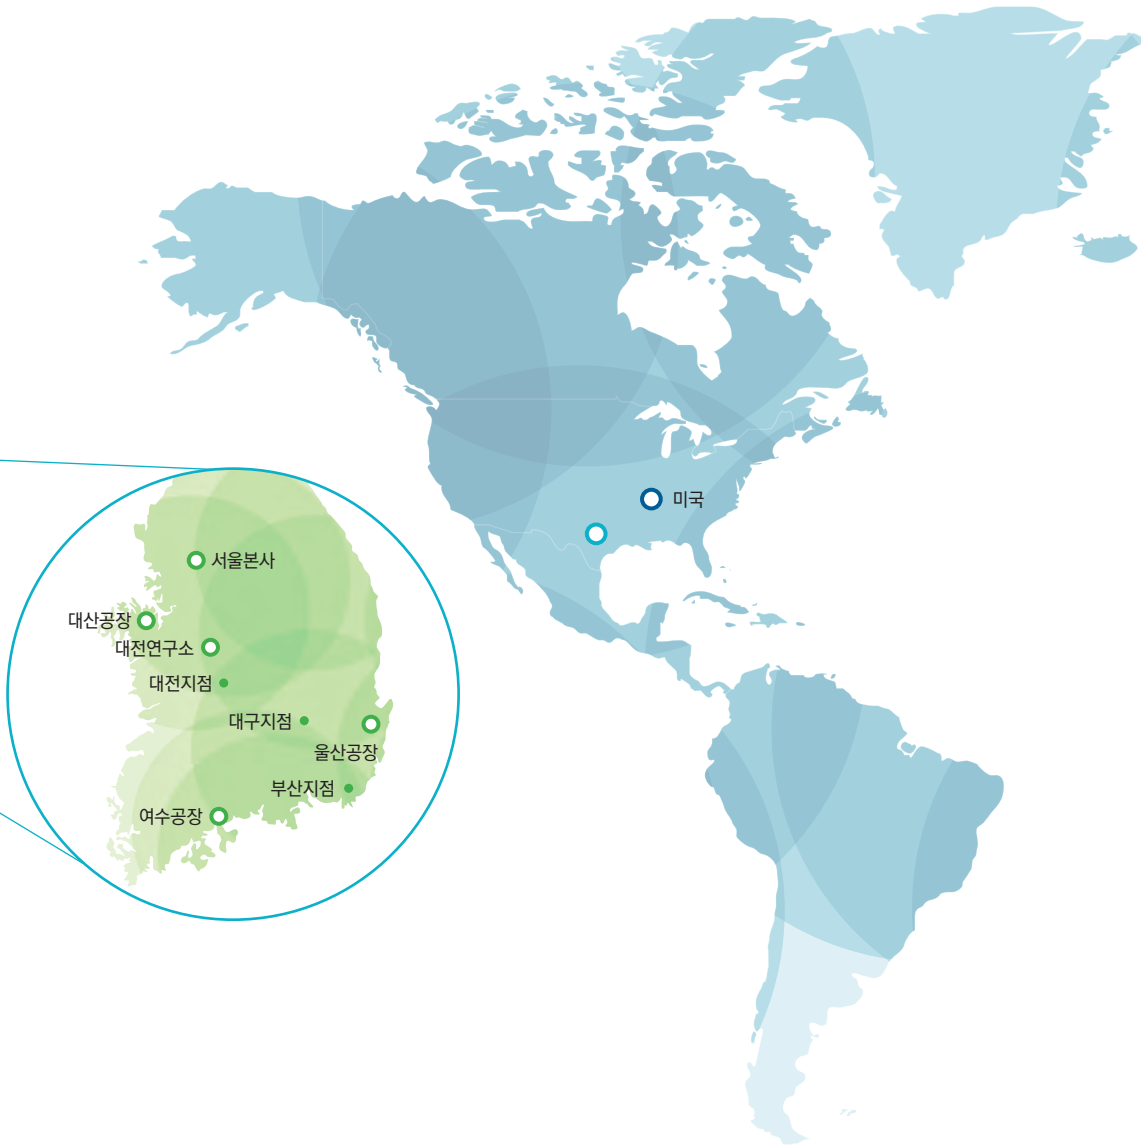 미국
서울본사
대산공장
대전연구소
대전지점
대구지점
울산공장
부산지점
여수공장